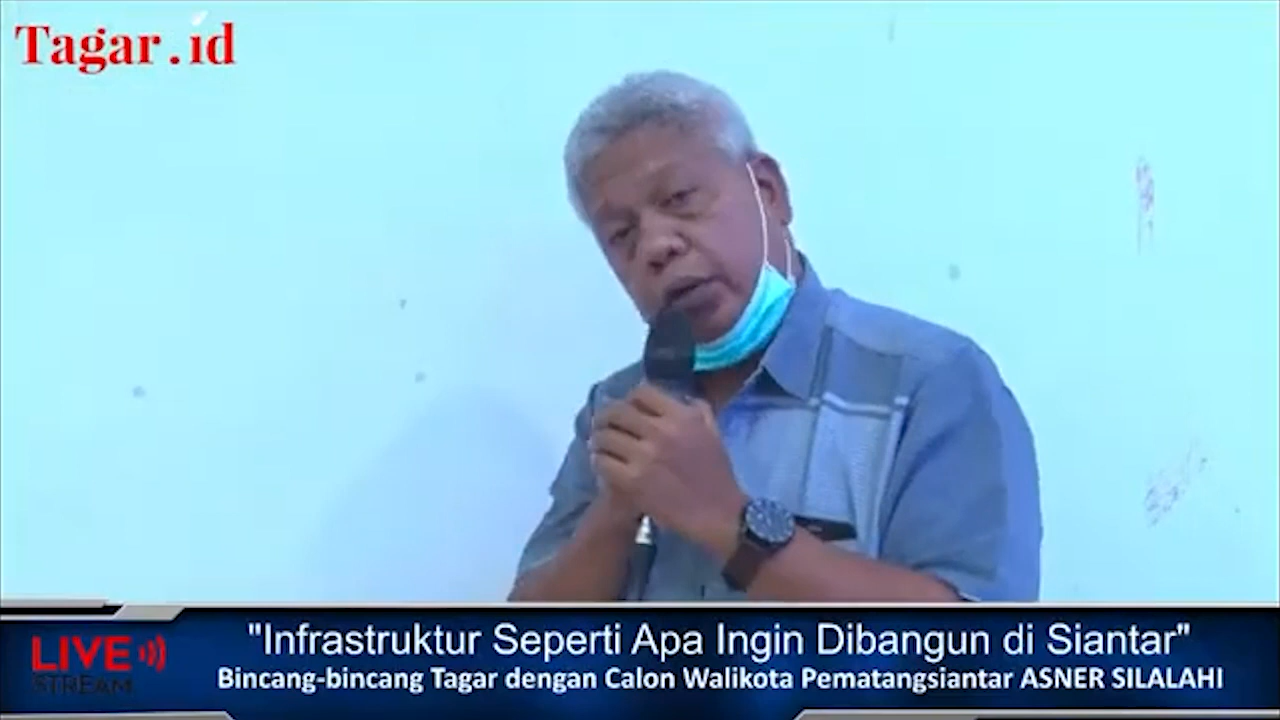 Tagar.id
LIVE
STREAM
"Infrastruktur Seperti Apa Ingin Dibangun di Siantar"
Bincang-bincang Tagar dengan Calon Walikota Pematangsiantar ASNER SILALAHI